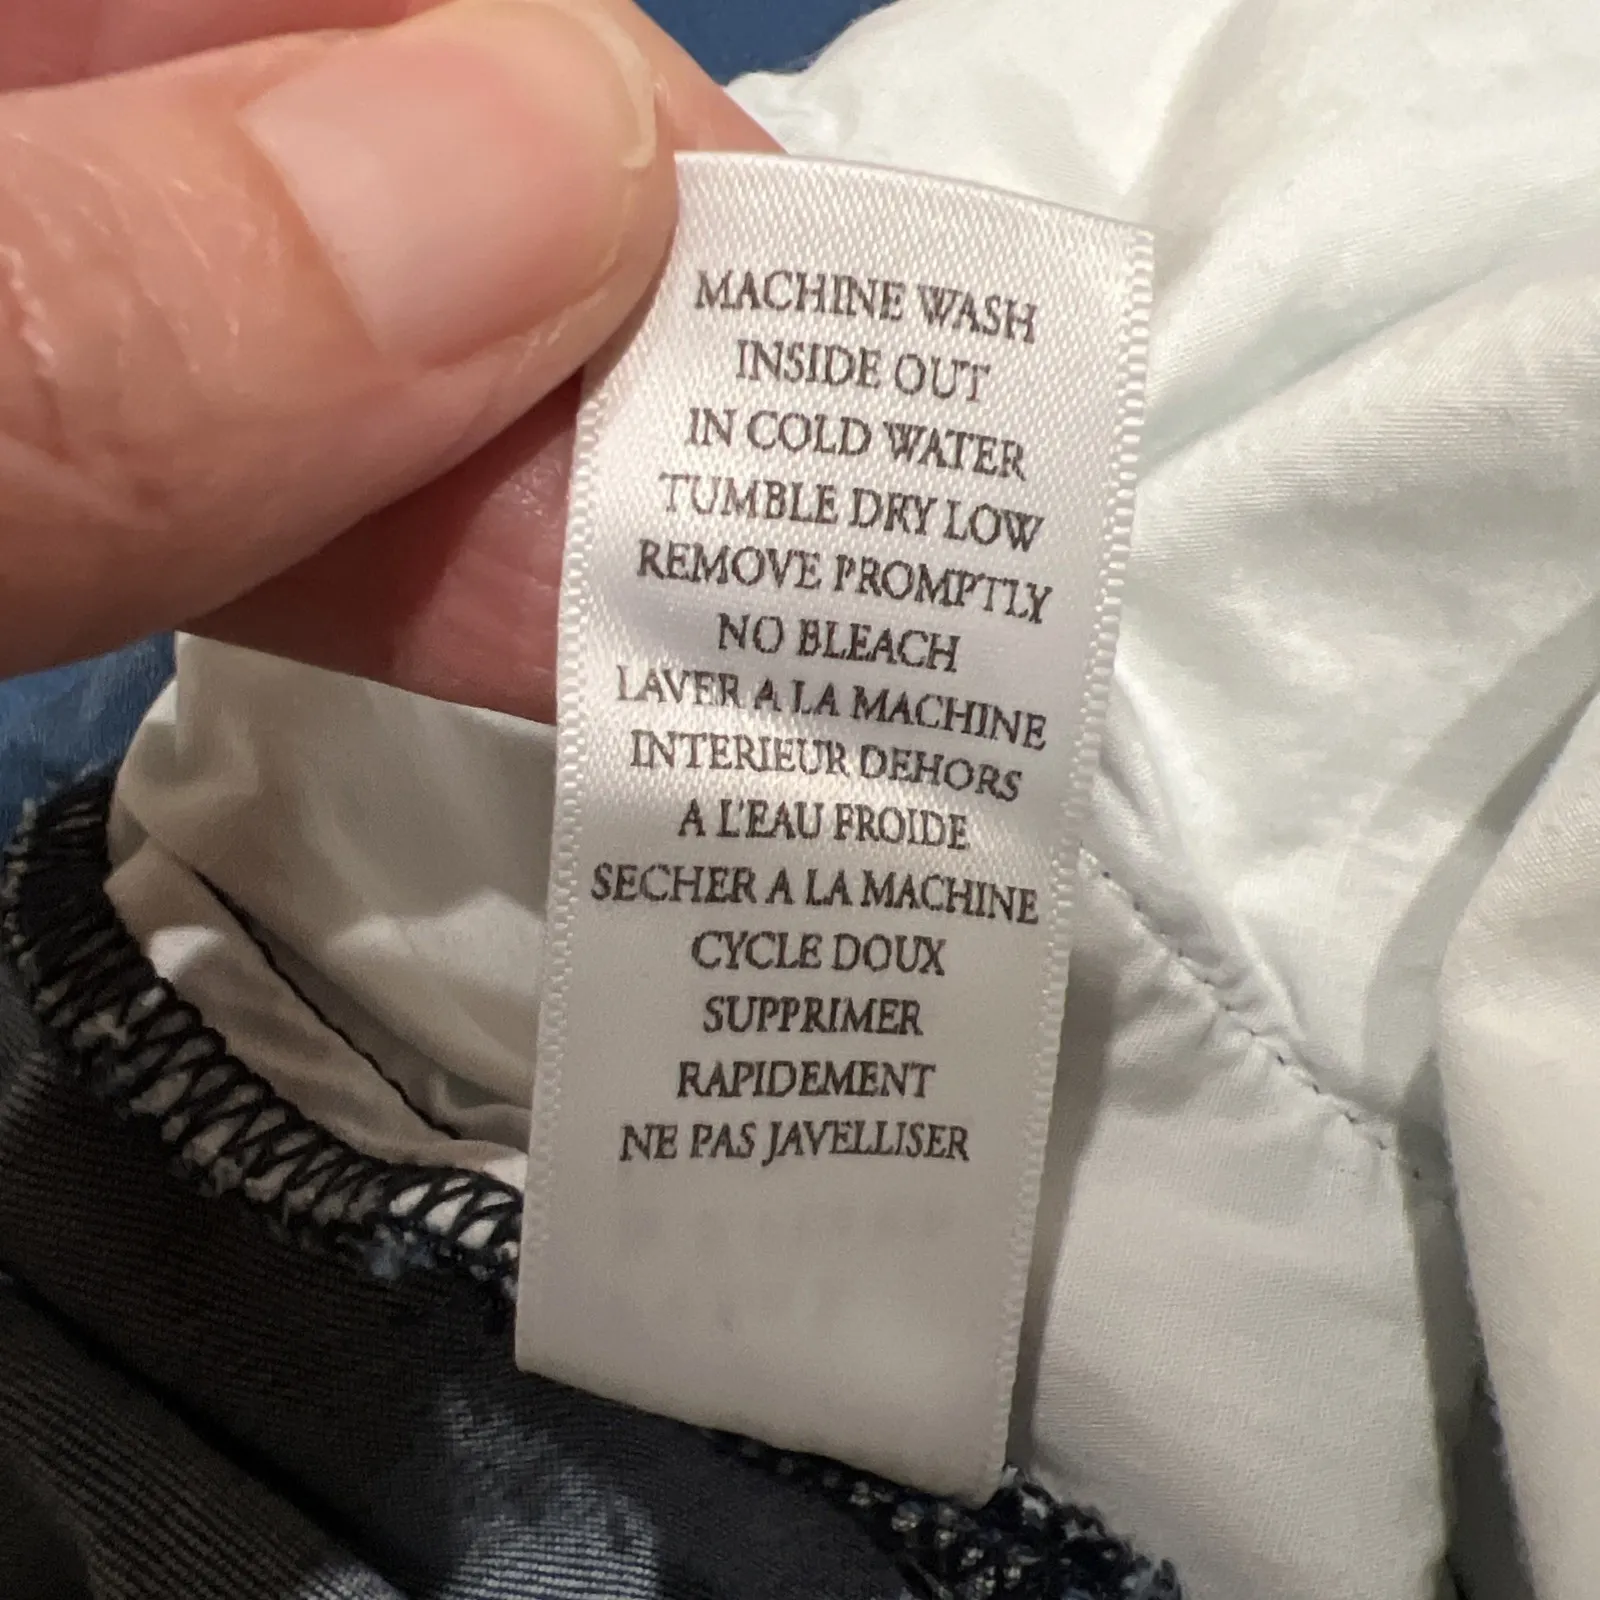 MACHINE WASH
INSIDE OUT
IN COLD WATER
TUMBLE DRY LOW
REMOVE PROMPTLY
NO BLEACH
LAVER A LA MACHINE
INTERIEUR DEHORS
A L'EAU FROIDE
SECHER A LA MACHINE
CYCLE DOUX
SUPPRIMER
RAPIDEMENT
NE PAS JAVELLISER